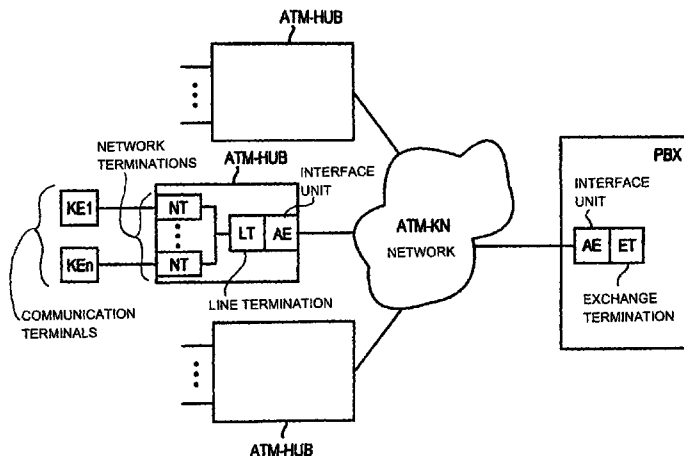 ATM-HUB
NETWORK
TERMINATIONS
ATM-HUB
INTERFACE
UNIT
PBX
INTERFACE
UNIT
KE1
NT
LT
AE
ATM-KN
NETWORK
AE
ET
KEn
NT
LINE TERMINATION
EXCHANGE
TERMINATION
COMMUNICATION
TERMINALS
ATM-HUB